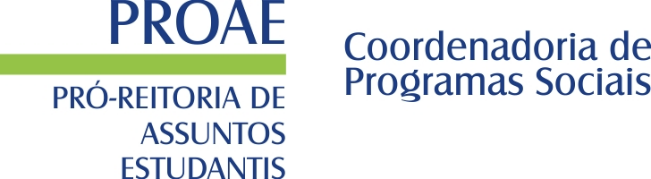 PROAE
PRÓ-REITORIA DE
ASSUNTOS
ESTUDANTIS
Coordenadoria de
Programas Sociais